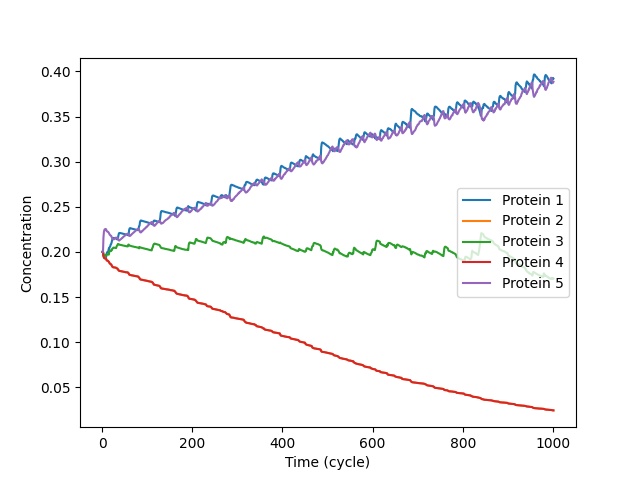 0.40
0.35
0.30
0.25
0.20
0.15
0.10
0.05
Concentration
0
200
400
600
800
1000
Time (cycle)
Protein 1
Protein 2
Protein 3
Protein 4
Protein 5